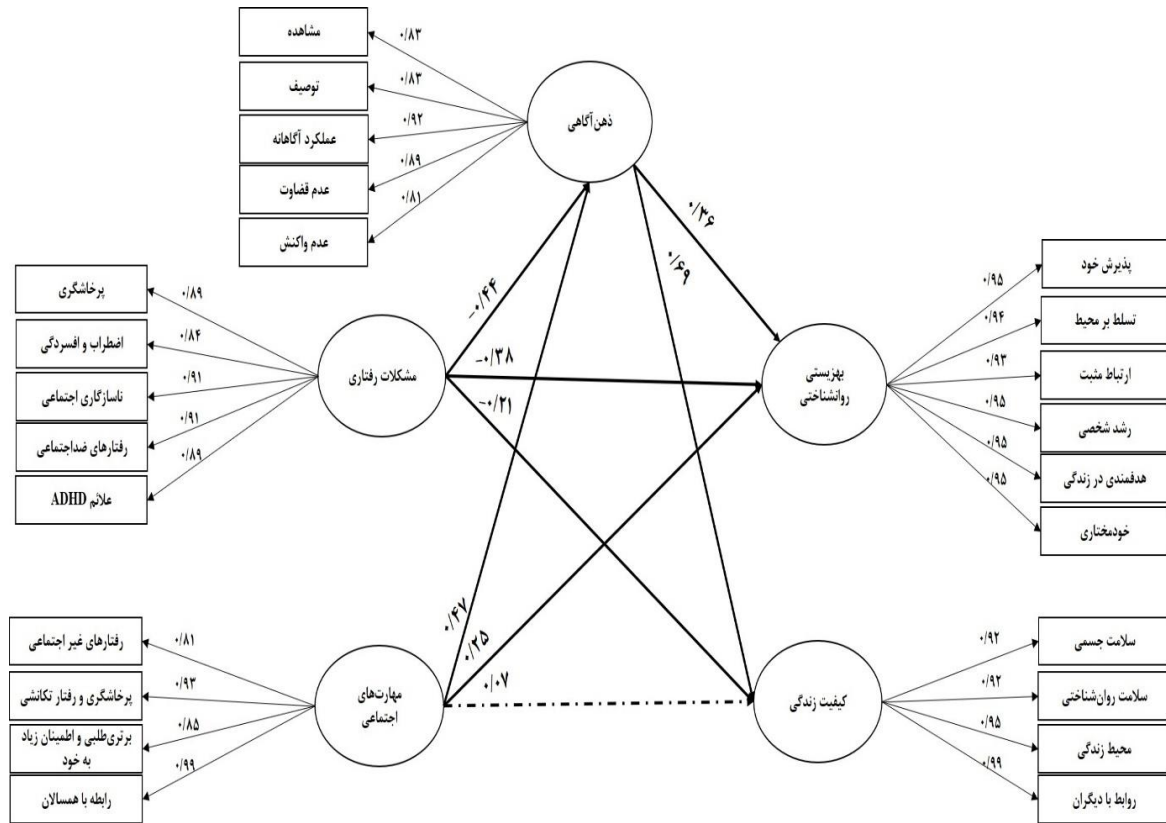 مشاهده
۰/۸۳
توصیف
۰/۸۳
عملکرد آگاهانه
۰/۹۲
عدم قضاوت
۰/۸۹
عدم واکنش
۰/۸۱
ذهن‌آگاهی
۰/۳۶
۰/۶۹
پرخاشگری
۰/۸۹
اضطراب و افسردگی
۰/۸۴
ناسازگاری اجتماعی
۰/۹۱
رفتارهای ضداجتماعی
۰/۹۱
علائم ADHD
۰/۸۹
مشکلات رفتاری
-۰/۴۴
-۰/۳۸
-۰/۲۱
بهزیستی
روانشناختی
پذیرش خود
۰/۹۵
تسلط بر محیط
۰/۹۴
ارتباط مثبت
۰/۹۳
رشد شخصی
۰/۹۵
هدفمندی در زندگی
۰/۹۵
خودمختاری
۰/۹۵
رفتارهای غیر اجتماعی
۰/۸۱
پرخاشگری و رفتار تکانشی
۰/۹۳
برتری‌طلبی و اطمینان زیاد
به خود
۰/۸۵
رابطه با همسالان
۰/۹۹
مهارت‌های
اجتماعی
۰/۴۷
۰/۲۵
۰/۰۷
کیفیت زندگی
سلامت جسمی
۰/۹۲
سلامت روان‌شناختی
۰/۹۲
محیط زندگی
۰/۹۵
روابط با دیگران
۰/۹۹